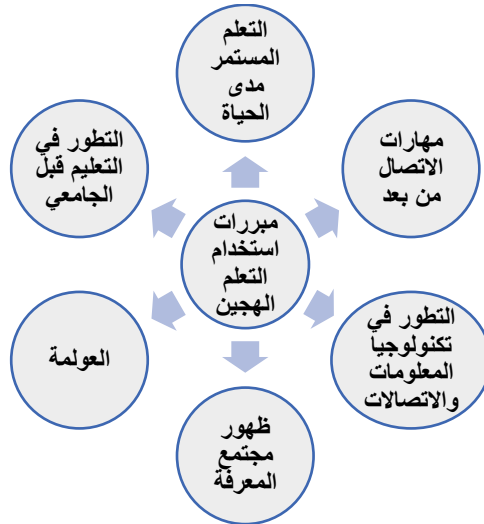 التعلم
المستمر
مدى
الحياة
مهارات
الاتصال
من بعد
التطور في
تكنولوجيا
المعلومات
والاتصالات
ظهور
مجتمع
المعرفة
العولمة
التطور في
التعليم قبل
الجامعي
مبررات
استخدام
التعلم
الهجين